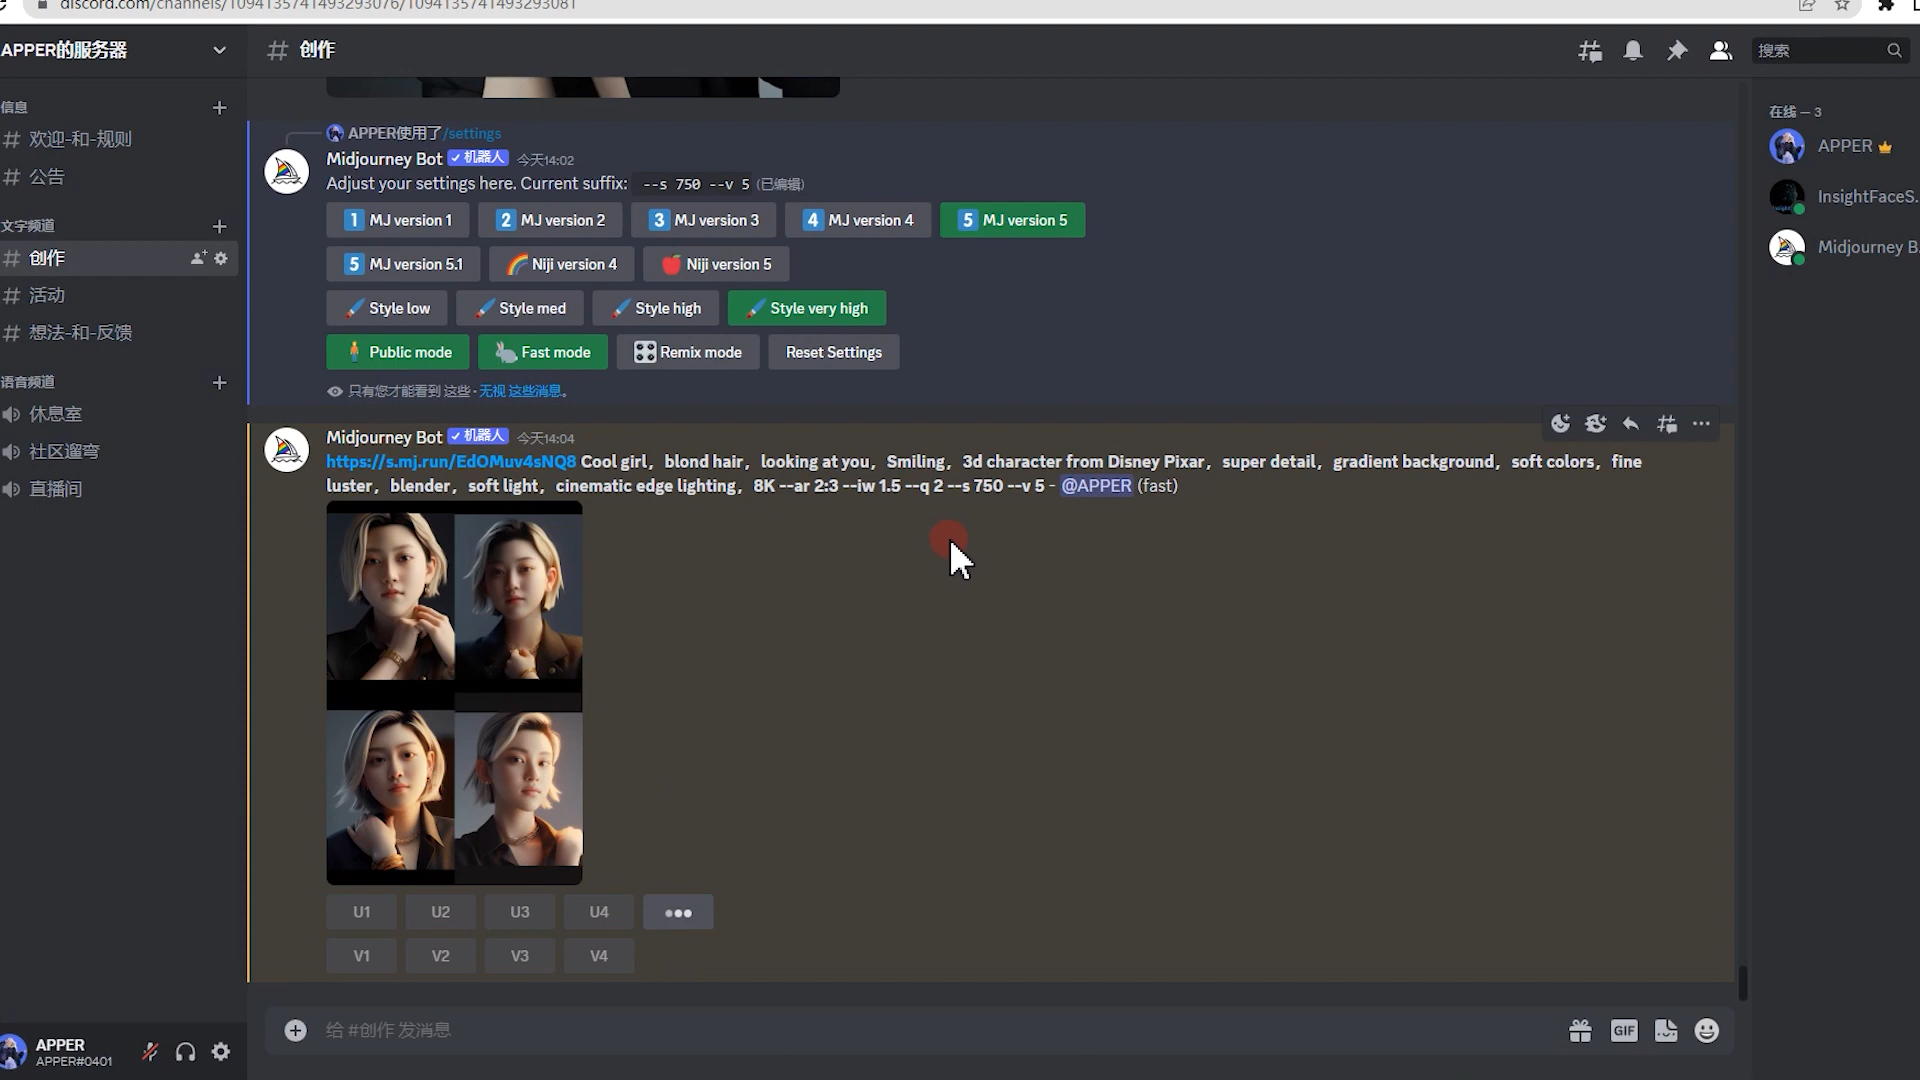 discord.com/channels/1094135741493293076/1094135741493293081
APPER的服务器
# 创作
搜索
信息
# 欢迎-和-规则
# 公告
文字频道
# 创作
# 活动
# 想法-和-反馈
语音频道
休息室
社区遛弯
直播间
APPER
APPER#0401
APPER使用了/settings
Midjourney Bot ✓机器人 今天14:02
Adjust your settings here. Current suffix: --s 750 --v 5 (已编辑)
1 MJ version 1 2 MJ version 2 3 MJ version 3 4 MJ version 4 5 MJ version 5
5 MJ version 5.1 Niji version 4 Niji version 5
Style low Style med Style high Style very high
Public mode Fast mode Remix mode Reset Settings
只有您才能看到 这些 · 无视 这些消息。
Midjourney Bot ✓机器人 今天14:04
https://s.mj.run/EdOMuv4sNQ8 Cool girl， blond hair， looking at you， Smiling， 3d character from Disney Pixar， super detail， gradient background， soft colors， fine
luster， blender， soft light， cinematic edge lighting， 8K --ar 2:3 --iw 1.5 --q 2 --s 750 --v 5 - @APPER (fast)
U1 U2 U3 U4
V1 V2 V3 V4
给 #创作 发消息
GIF
在线 — 3
APPER
InsightFaceS.
Midjourney B.